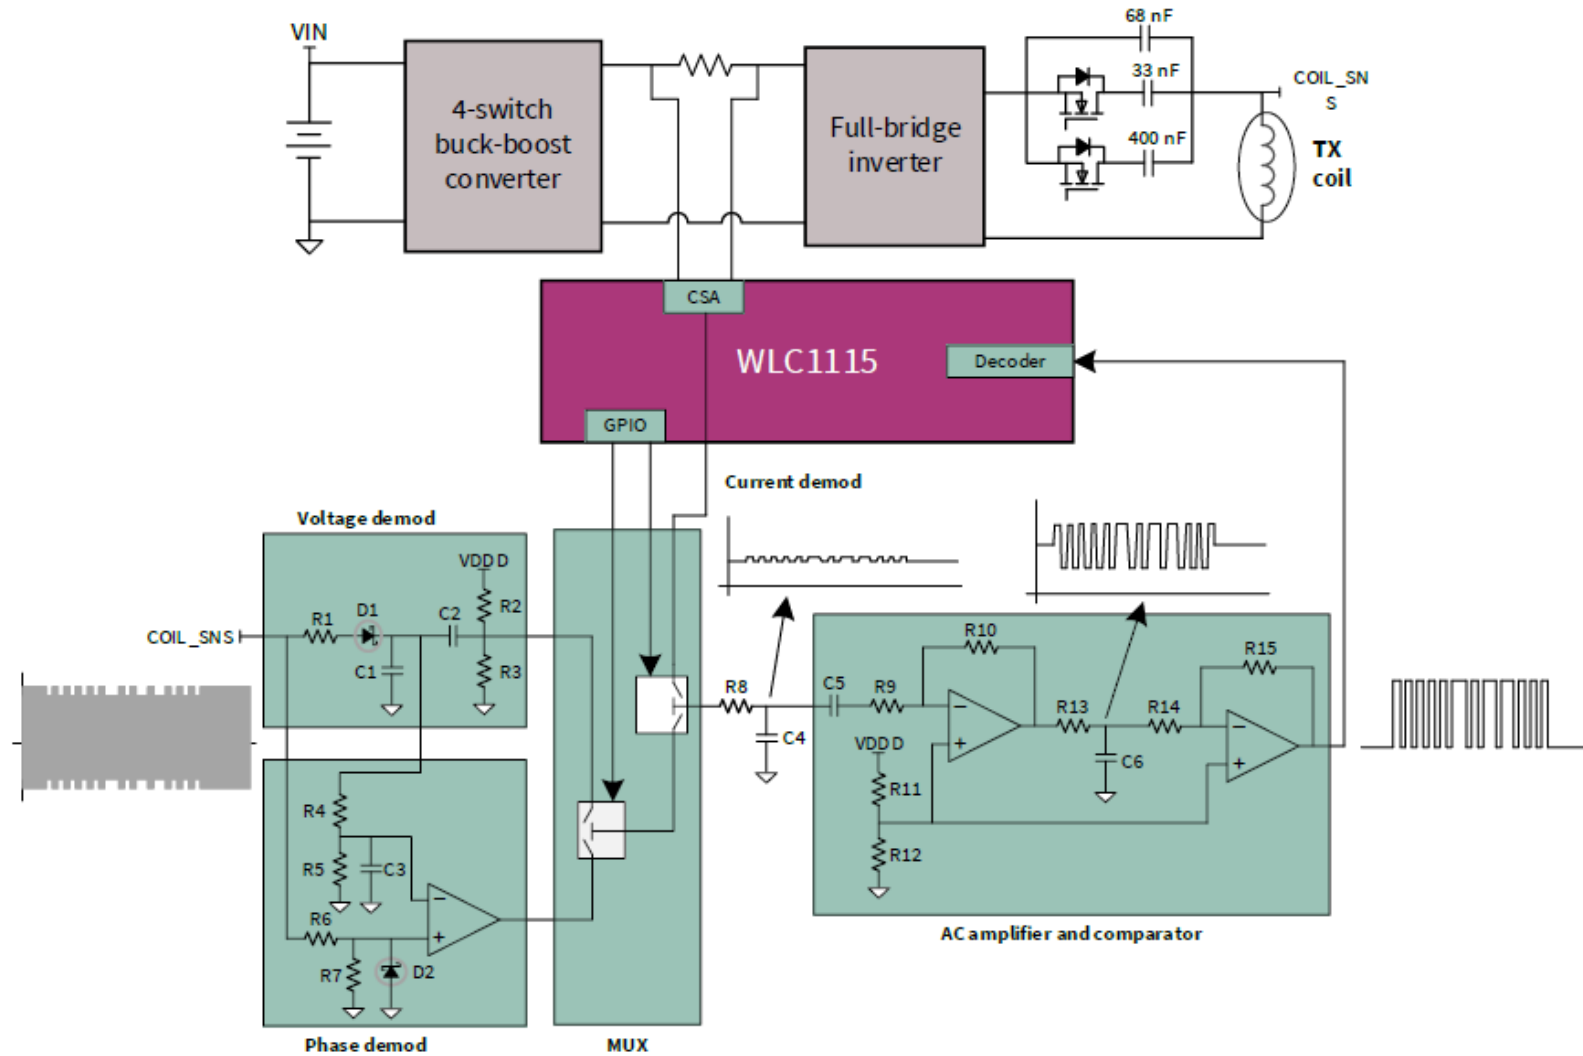 VIN
4-switch
buck-boost
converter
Full-bridge
inverter
68 nF
33 nF
400 nF
COIL_SN
S
TX
coil
CSA
WLC1115
Decoder
GPIO
Current demod
Voltage demod
VDDD
R2
R1
D1
C2
COIL_SNS
C1
R3
R4
R5
C3
R6
R7
D2
Phase demod
MUX
R8
C4
C5
R9
R10
VDDD
R11
R12
R13
C6
R14
R15
AC amplifier and comparator